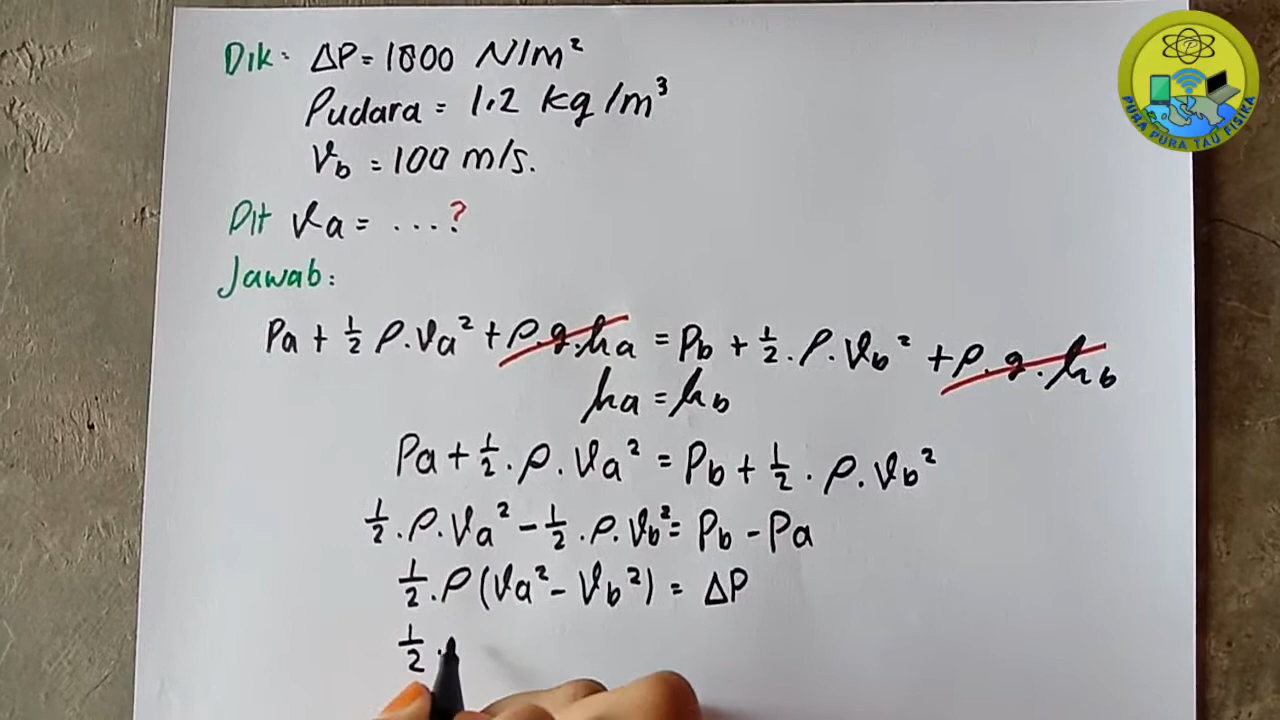 Dik: ΔP = 1800 N/m²
ρudara = 1.2 kg/m³
vb = 100 m/s.
Dit va = ....?
Jawab:
Pa + 1/2 ρ.va² + ρ.g.ha = Pb + 1/2.ρ.vb² + ρ.g.hb
ha = hb
Pa + 1/2.ρ.va² = Pb + 1/2.ρ.vb²
1/2.ρ.va² - 1/2.ρ.vb² = Pb - Pa
1/2.ρ(va² - vb²) = ΔP
1/2.
PURA PURA TAU FISIKA